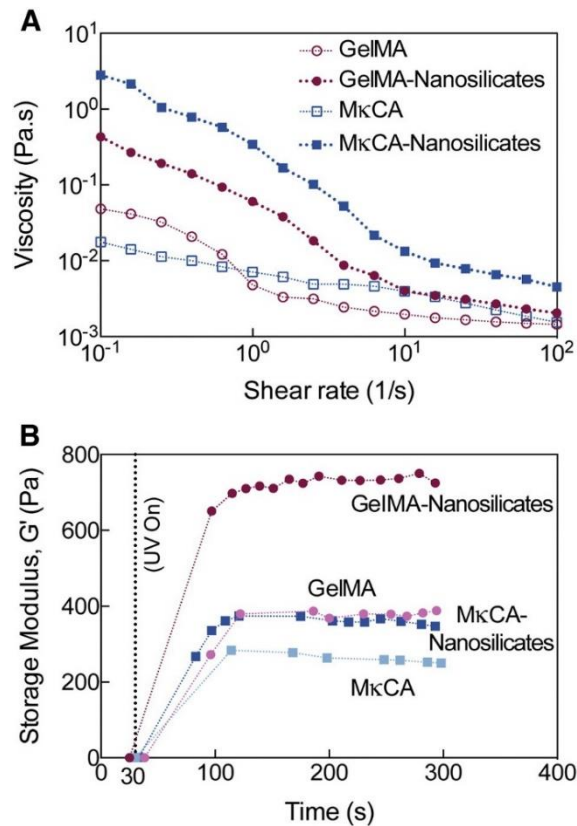 A
Viscosity (Pa.s)
10¹
10⁰
10⁻¹
10⁻²
10⁻³
GelMA
GelMA-Nanosilicates
MκCA
MκCA-Nanosilicates
10⁻¹ 10⁰ 10¹ 10²
Shear rate (1/s)
B
Storage Modulus, G' (Pa)
800
600
400
200
0
(UV On)
GelMA-Nanosilicates
GelMA
MκCA-
Nanosilicates
MκCA
0 30 100 200 300 400
Time (s)